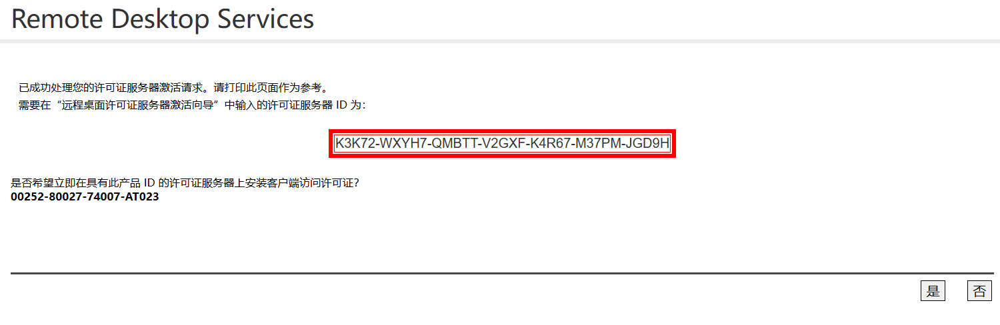 Remote Desktop Services
已成功处理您的许可证服务器激活请求。请打印此页面作为参考。
需要在“远程桌面许可证服务器激活向导”中输入的许可证服务器 ID 为：
K3K72-WXYH7-QMBTT-V2GXF-K4R67-M37PM-JGD9H
是否希望立即在具有此产品 ID 的许可证服务器上安装客户端访问许可证？
00252-80027-74007-AT023
是 否